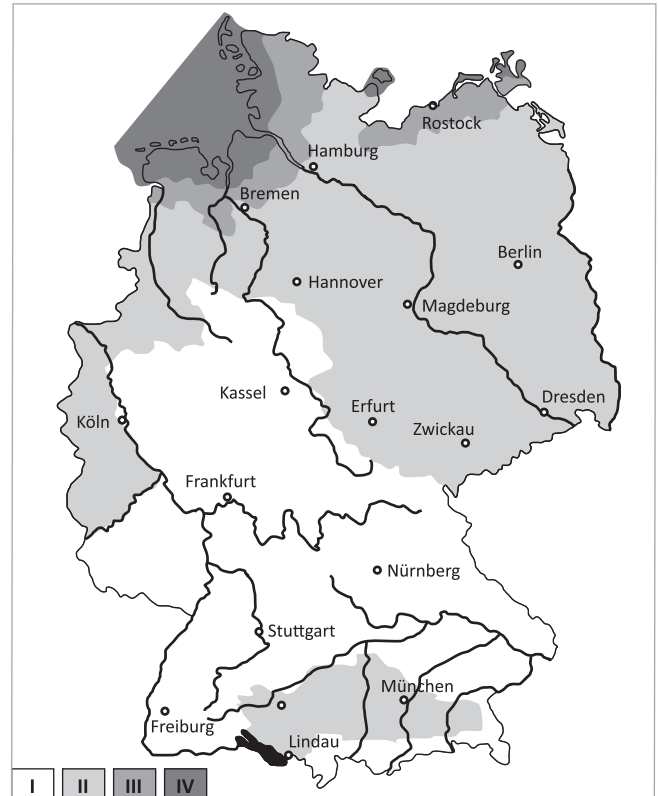 Rostock
Hamburg
Bremen
Berlin
Hannover
Magdeburg
Kassel
Dresden
Erfurt
Köln
Zwickau
Frankfurt
Nürnberg
Stuttgart
München
Freiburg
Lindau
I II III IV